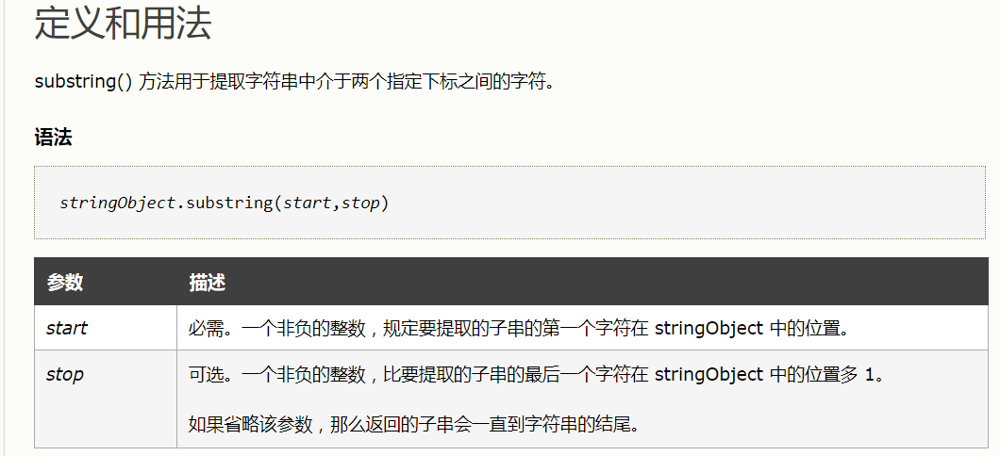 定义和用法
substring() 方法用于提取字符串中介于两个指定下标之间的字符。
语法
stringObject.substring(start,stop)
参数 描述
start 必需。一个非负的整数，规定要提取的子串的第一个字符在 stringObject 中的位置。
stop 可选。一个非负的整数，比要提取的子串的最后一个字符在 stringObject 中的位置多 1。
如果省略该参数，那么返回的子串会一直到字符串的结尾。